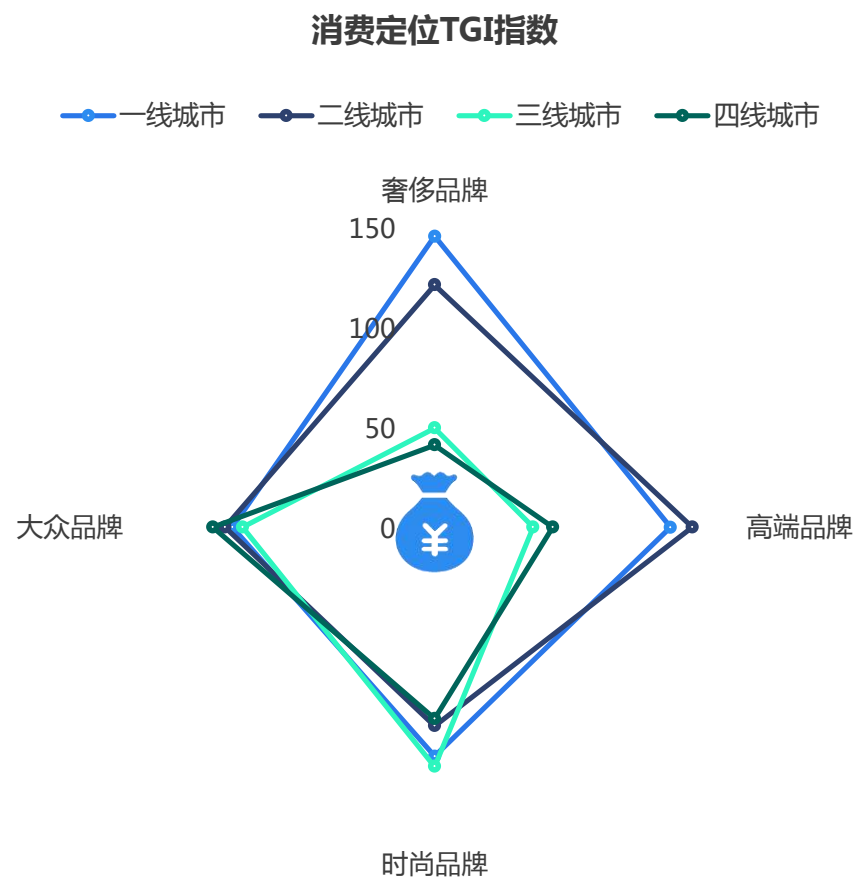 消费定位TGI指数
一线城市 二线城市 三线城市 四线城市
奢侈品牌
150
100
50
大众品牌 0 ¥ 高端品牌
时尚品牌